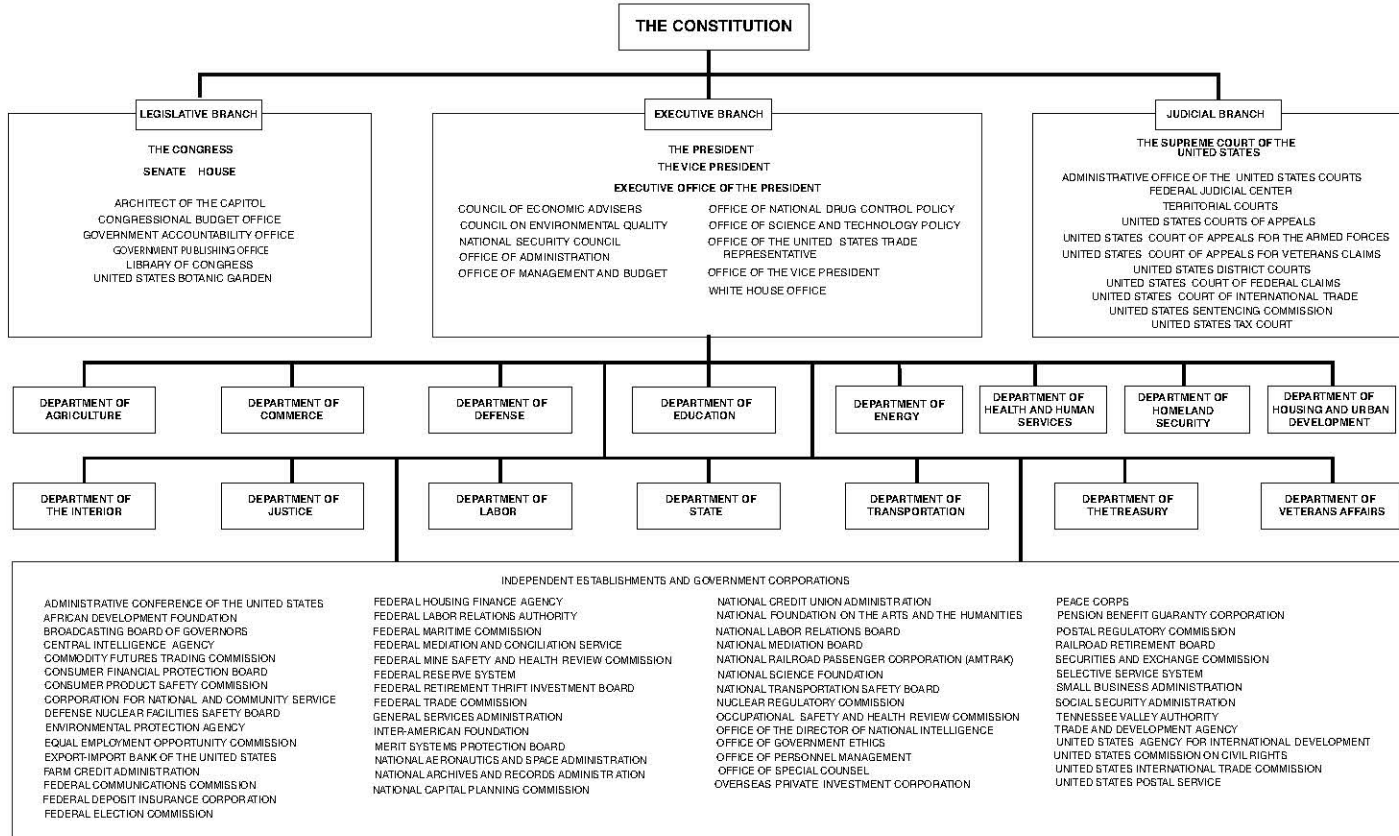 THE CONSTITUTION
LEGISLATIVE BRANCH
THE CONGRESS
SENATE HOUSE
ARCHITECT OF THE CAPITOL
CONGRESSIONAL BUDGET OFFICE
GOVERNMENT ACCOUNTABILITY OFFICE
GOVERNMENT PUBLISHING OFFICE
LIBRARY OF CONGRESS
UNITED STATES BOTANIC GARDEN
EXECUTIVE BRANCH
THE PRESIDENT
THE VICE PRESIDENT
EXECUTIVE OFFICE OF THE PRESIDENT
COUNCIL OF ECONOMIC ADVISERS
COUNCIL ON ENVIRONMENTAL QUALITY
NATIONAL SECURITY COUNCIL
OFFICE OF ADMINISTRATION
OFFICE OF MANAGEMENT AND BUDGET
OFFICE OF NATIONAL DRUG CONTROL POLICY
OFFICE OF SCIENCE AND TECHNOLOGY POLICY
OFFICE OF THE UNITED STATES TRADE
REPRESENTATIVE
OFFICE OF THE VICE PRESIDENT
WHITE HOUSE OFFICE
JUDICIAL BRANCH
THE SUPREME COURT OF THE
UNITED STATES
ADMINISTRATIVE OFFICE OF THE UNITED STATES COURTS
FEDERAL JUDICIAL CENTER
TERRITORIAL COURTS
UNITED STATES COURTS OF APPEALS
UNITED STATES COURT OF APPEALS FOR THE ARMED FORCES
UNITED STATES COURT OF APPEALS FOR VETERANS CLAIMS
UNITED STATES DISTRICT COURTS
UNITED STATES COURT OF FEDERAL CLAIMS
UNITED STATES COURT OF INTERNATIONAL TRADE
UNITED STATES SENTENCING COMMISSION
UNITED STATES TAX COURT
DEPARTMENT OF
AGRICULTURE
DEPARTMENT OF
COMMERCE
DEPARTMENT OF
DEFENSE
DEPARTMENT OF
EDUCATION
DEPARTMENT OF
ENERGY
DEPARTMENT OF
HEALTH AND HUMAN
SERVICES
DEPARTMENT OF
HOMELAND
SECURITY
DEPARTMENT OF
HOUSING AND URBAN
DEVELOPMENT
DEPARTMENT OF
THE INTERIOR
DEPARTMENT OF
JUSTICE
DEPARTMENT OF
LABOR
DEPARTMENT OF
STATE
DEPARTMENT OF
TRANSPORTATION
DEPARTMENT OF
THE TREASURY
DEPARTMENT OF
VETERANS AFFAIRS
INDEPENDENT ESTABLISHMENTS AND GOVERNMENT CORPORATIONS
ADMINISTRATIVE CONFERENCE OF THE UNITED STATES
AFRICAN DEVELOPMENT FOUNDATION
BROADCASTING BOARD OF GOVERNORS
CENTRAL INTELLIGENCE AGENCY
COMMODITY FUTURES TRADING COMMISSION
CONSUMER FINANCIAL PROTECTION BOARD
CONSUMER PRODUCT SAFETY COMMISSION
CORPORATION FOR NATIONAL AND COMMUNITY SERVICE
DEFENSE NUCLEAR FACILITIES SAFETY BOARD
ENVIRONMENTAL PROTECTION AGENCY
EQUAL EMPLOYMENT OPPORTUNITY COMMISSION
EXPORT-IMPORT BANK OF THE UNITED STATES
FARM CREDIT ADMINISTRATION
FEDERAL COMMUNICATIONS COMMISSION
FEDERAL DEPOSIT INSURANCE CORPORATION
FEDERAL ELECTION COMMISSION
FEDERAL HOUSING FINANCE AGENCY
FEDERAL LABOR RELATIONS AUTHORITY
FEDERAL MARITIME COMMISSION
FEDERAL MEDIATION AND CONCILIATION SERVICE
FEDERAL MINE SAFETY AND HEALTH REVIEW COMMISSION
FEDERAL RESERVE SYSTEM
FEDERAL RETIREMENT THRIFT INVESTMENT BOARD
FEDERAL TRADE COMMISSION
GENERAL SERVICES ADMINISTRATION
INTER-AMERICAN FOUNDATION
MERIT SYSTEMS PROTECTION BOARD
NATIONAL AERONAUTICS AND SPACE ADMINISTRATION
NATIONAL ARCHIVES AND RECORDS ADMINISTRATION
NATIONAL CAPITAL PLANNING COMMISSION
NATIONAL CREDIT UNION ADMINISTRATION
NATIONAL FOUNDATION ON THE ARTS AND THE HUMANITIES
NATIONAL LABOR RELATIONS BOARD
NATIONAL MEDIATION BOARD
NATIONAL RAILROAD PASSENGER CORPORATION (AMTRAK)
NATIONAL SCIENCE FOUNDATION
NATIONAL TRANSPORTATION SAFETY BOARD
NUCLEAR REGULATORY COMMISSION
OCCUPATIONAL SAFETY AND HEALTH REVIEW COMMISSION
OFFICE OF THE DIRECTOR OF NATIONAL INTELLIGENCE
OFFICE OF GOVERNMENT ETHICS
OFFICE OF PERSONNEL MANAGEMENT
OFFICE OF SPECIAL COUNSEL
OVERSEAS PRIVATE INVESTMENT CORPORATION
PEACE CORPS
PENSION BENEFIT GUARANTY CORPORATION
POSTAL REGULATORY COMMISSION
RAILROAD RETIREMENT BOARD
SECURITIES AND EXCHANGE COMMISSION
SELECTIVE SERVICE SYSTEM
SMALL BUSINESS ADMINISTRATION
SOCIAL SECURITY ADMINISTRATION
TENNESSEE VALLEY AUTHORITY
TRADE AND DEVELOPMENT AGENCY
UNITED STATES AGENCY FOR INTERNATIONAL DEVELOPMENT
UNITED STATES COMMISSION ON CIVIL RIGHTS
UNITED STATES INTERNATIONAL TRADE COMMISSION
UNITED STATES POSTAL SERVICE